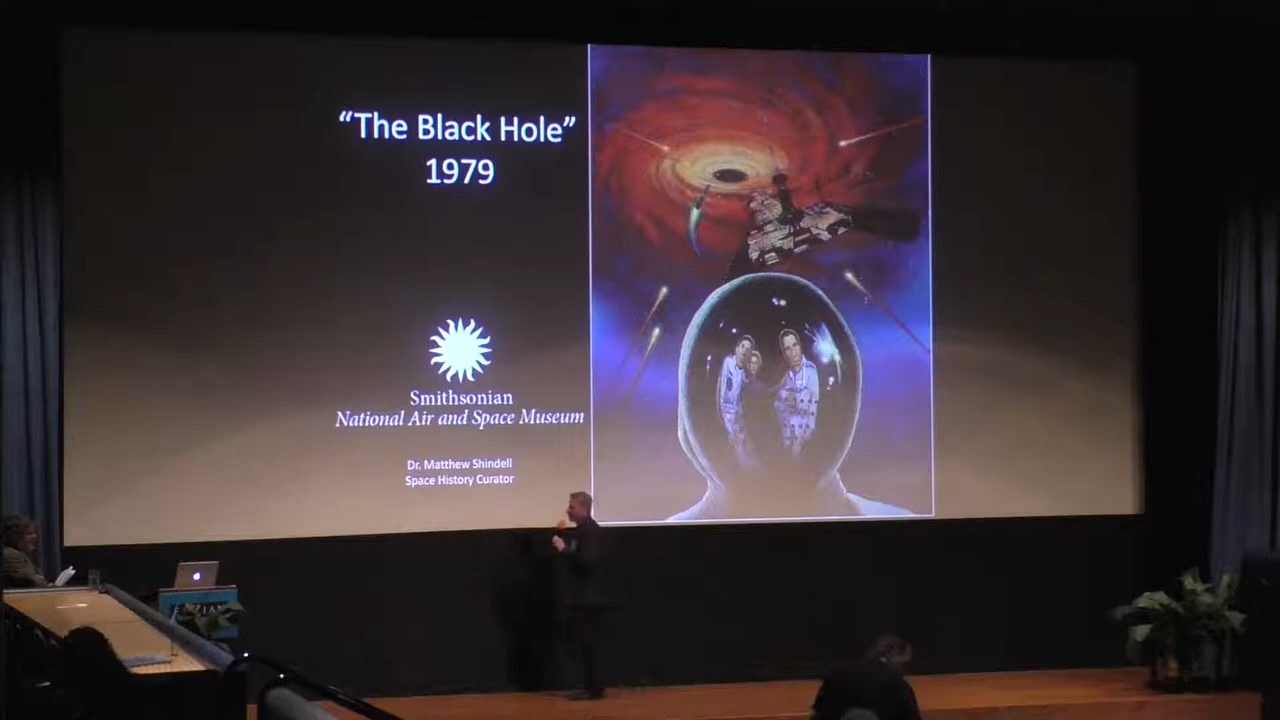 “The Black Hole”
1979
Smithsonian
National Air and Space Museum
Dr. Matthew Shindell
Space History Curator